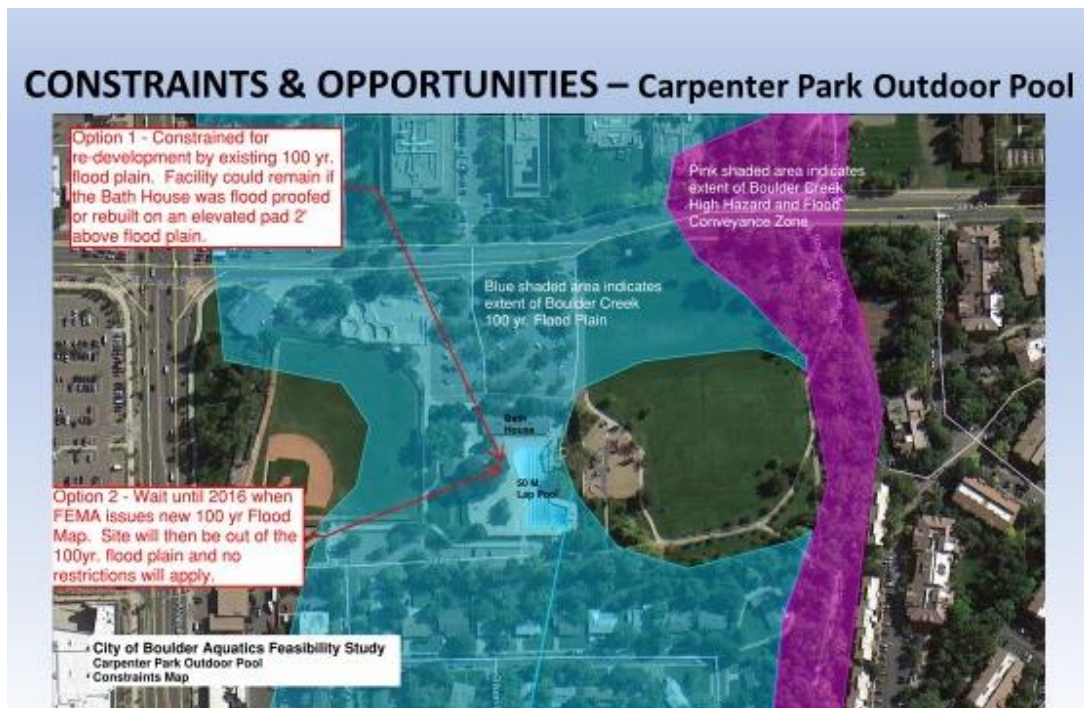 CONSTRAINTS & OPPORTUNITIES – Carpenter Park Outdoor Pool
Option 1 - Constrained for
re-development by existing 100 yr.
flood plain. Facility could remain if
the Bath House was flood proofed
or rebuilt on an elevated pad 2'
above flood plain.
Pink shaded area indicates
extent of Boulder Creek
High Hazard and Flood
Conveyance Zone
Blue shaded area indicates
extent of Boulder Creek
100 yr. Flood Plain
Bath
House
50 M
Lap Pool
Option 2 - Wait until 2016 when
FEMA issues new 100 yr Flood
Map. Site will then be out of the
100yr. flood plain and no
restrictions will apply.
City of Boulder Aquatics Feasibility Study
Carpenter Park Outdoor Pool
Constraints Map